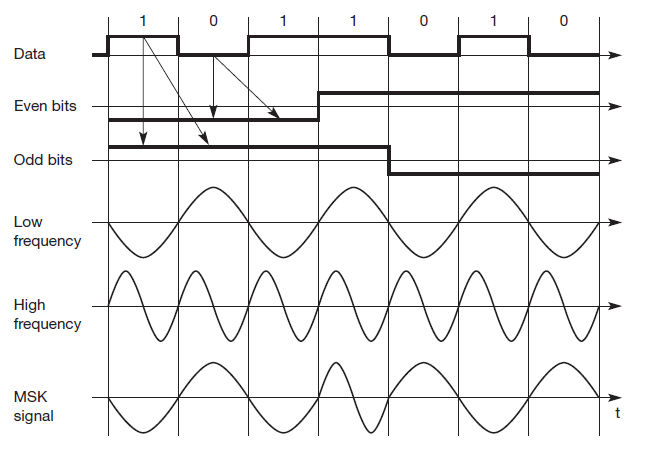 1 0 1 1 0 1 0
Data
Even bits
Odd bits
Low
frequency
High
frequency
MSK
signal
t